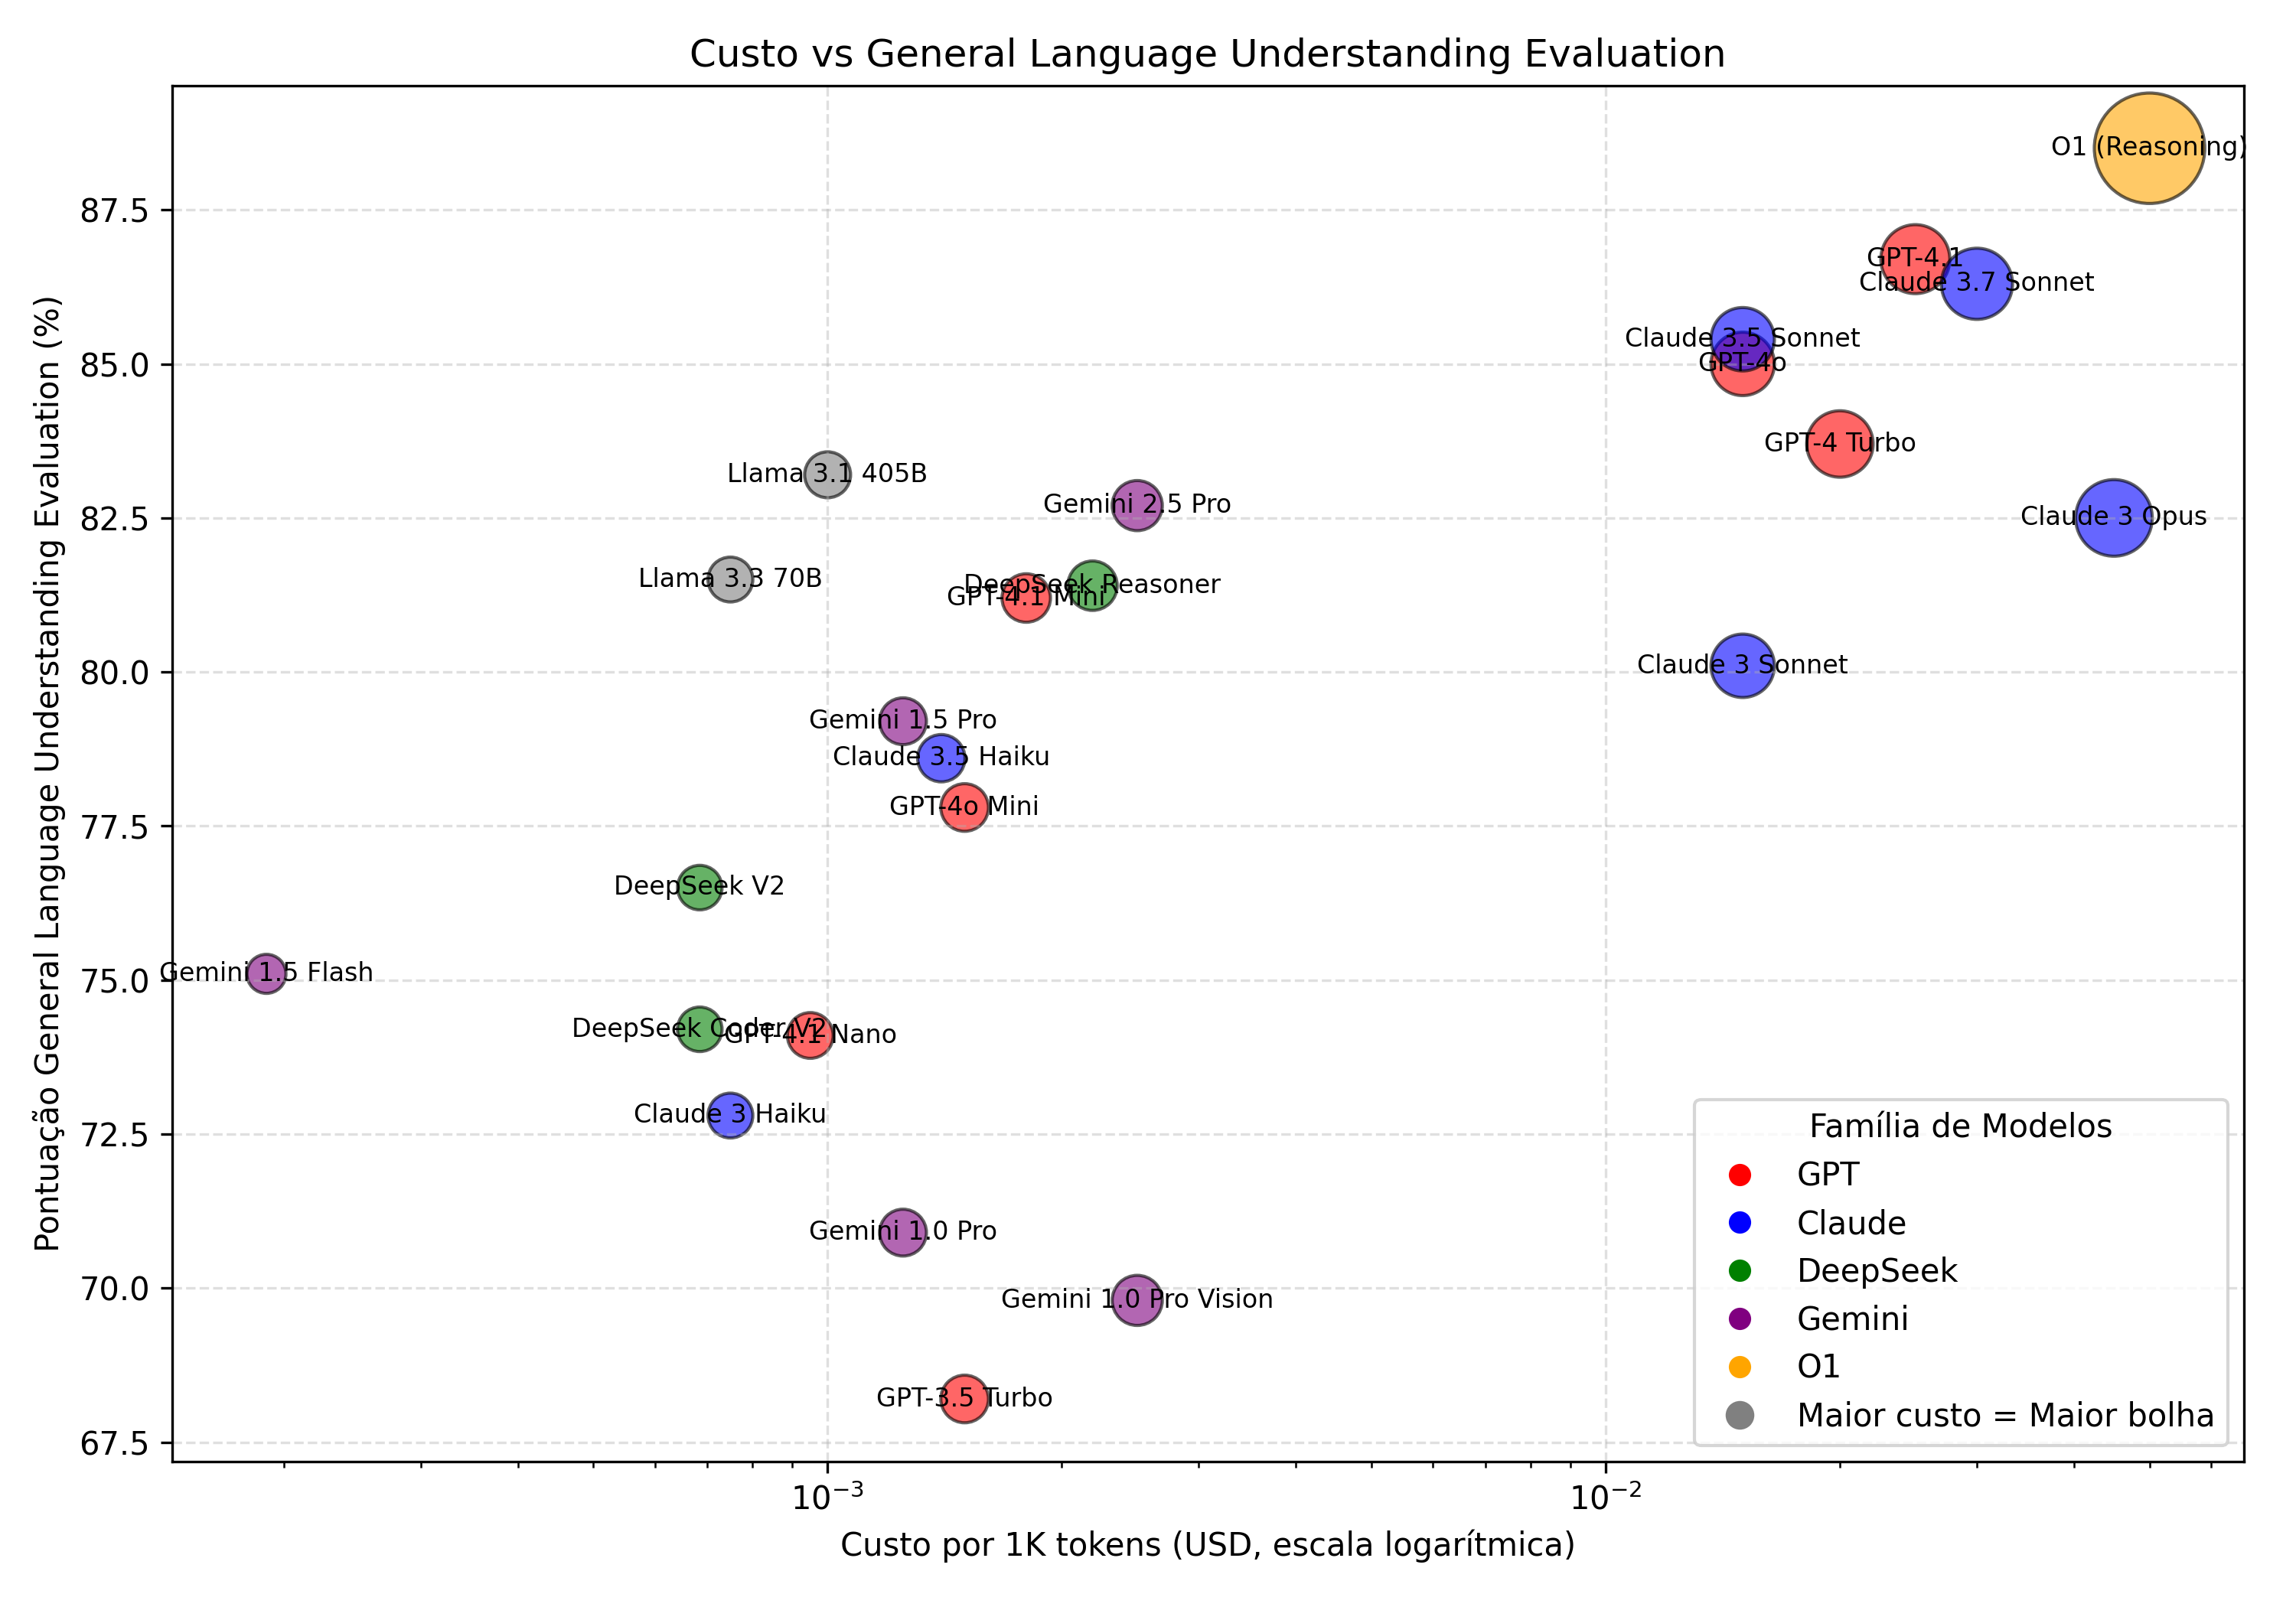 Custo vs General Language Understanding Evaluation
Pontuação General Language Understanding Evaluation (%)
87.5
85.0
82.5
80.0
77.5
75.0
72.5
70.0
67.5
O1 (Reasoning)
GPT-4.1
Claude 3.7 Sonnet
Claude 3.5 Sonnet
GPT-4o
GPT-4 Turbo
Llama 3.1 405B
Gemini 2.5 Pro
Claude 3 Opus
Llama 3.3 70B
DeepSeek Reasoner
GPT-4.1 Mini
Claude 3 Sonnet
Gemini 1.5 Pro
Claude 3.5 Haiku
GPT-4o Mini
DeepSeek V2
Gemini 1.5 Flash
DeepSeek Coder V2
GPT-4.1 Nano
Claude 3 Haiku
Gemini 1.0 Pro
Gemini 1.0 Pro Vision
GPT-3.5 Turbo
Família de Modelos
GPT
Claude
DeepSeek
Gemini
O1
Maior custo = Maior bolha
10⁻³
10⁻²
Custo por 1K tokens (USD, escala logarítmica)